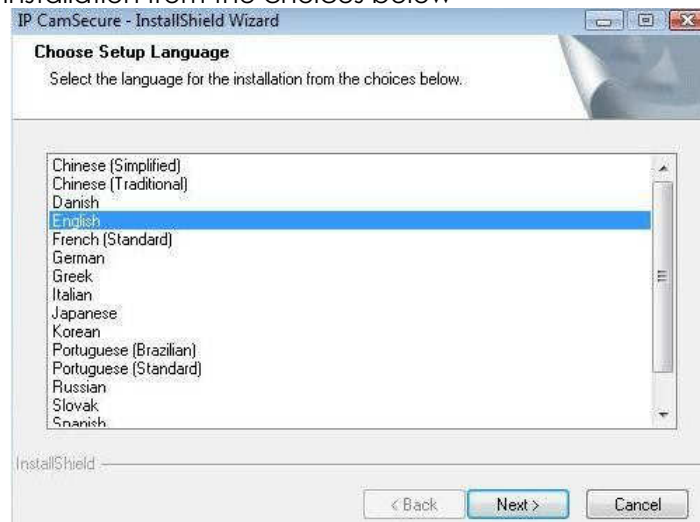 installation from the choices below
IP CamSecure - InstallShield Wizard
Choose Setup Language
Select the language for the installation from the choices below.
Chinese (Simplified)
Chinese (Traditional)
Danish
English
French (Standard)
German
Greek
Italian
Japanese
Korean
Portuguese (Brazilian)
Portuguese (Standard)
Russian
Slovak
Spanish
InstallShield
< Back
Next >
Cancel